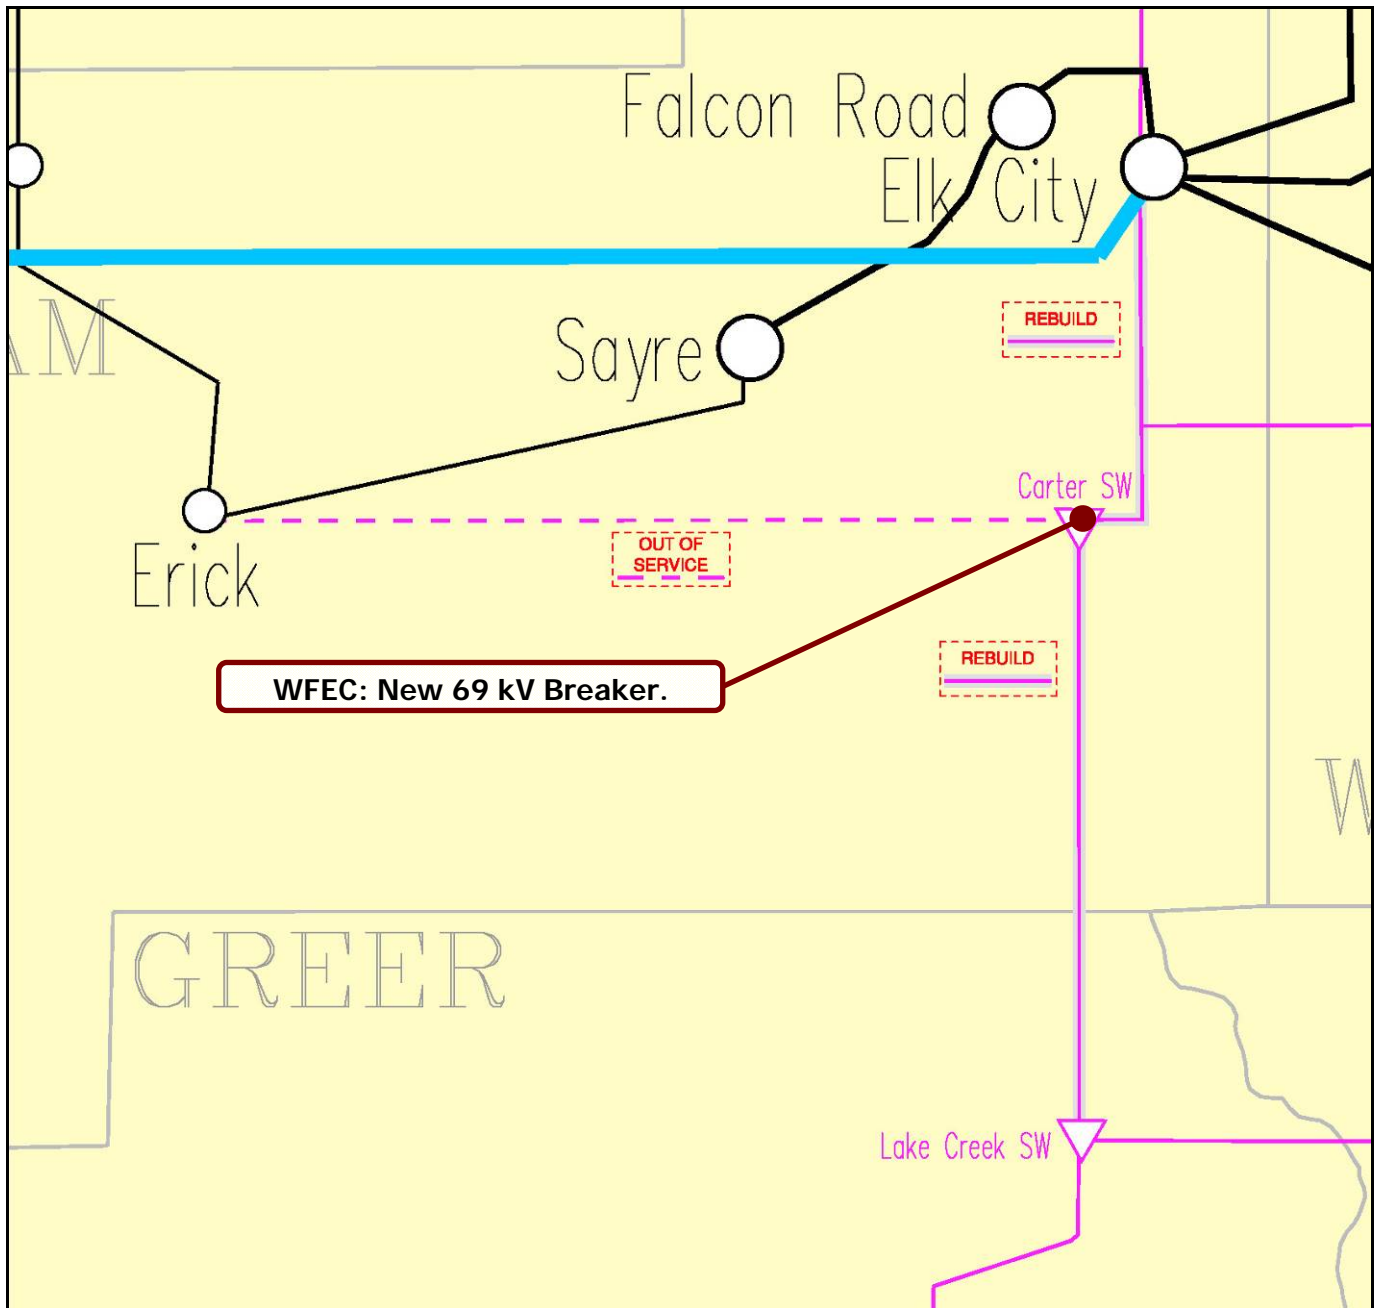 Falcon Road
Elk City
AM
Sayre
REBUILD
Carter SW
Erick
OUT OF
SERVICE
REBUILD
WFEC: New 69 kV Breaker.
W
GREER
Lake Creek SW